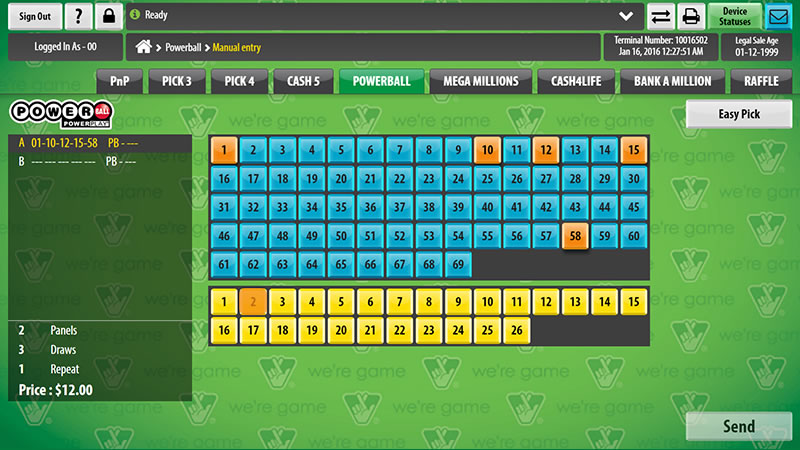 Sign Out ? Ready Device Statuses
Logged In As - 00 Powerball Manual entry Terminal Number: 10016502 Legal Sale Age
Jan 16, 2016 12:27:51 AM 01-12-1999
PnP PICK 3 PICK 4 CASH 5 POWERBALL MEGA MILLIONS CASH4LIFE BANK A MILLION RAFFLE
POWERBALL
POWERPLAY
Easy Pick
A 01-10-12-15-58 PB - ---
B --- --- --- --- --- PB - ---
1 2 3 4 5 6 7 8 9 10 11 12 13 14 15
16 17 18 19 20 21 22 23 24 25 26 27 28 29 30
31 32 33 34 35 36 37 38 39 40 41 42 43 44 45
46 47 48 49 50 51 52 53 54 55 56 57 58 59 60
61 62 63 64 65 66 67 68 69
1 2 3 4 5 6 7 8 9 10 11 12 13 14 15
16 17 18 19 20 21 22 23 24 25 26
2 Panels
3 Draws
1 Repeat
Price : $12.00
we're game we're game we're game
Send